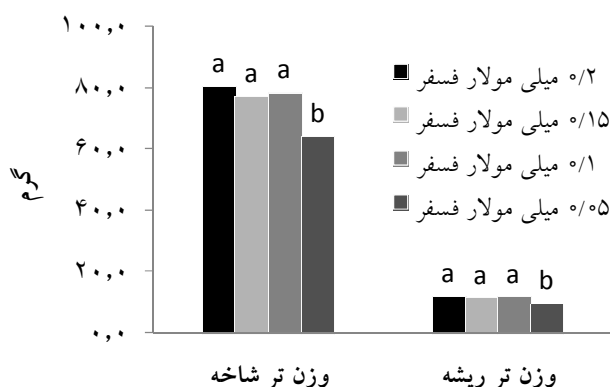 ۱۰۰,۰
۸۰,۰
۶۰,۰
۴۰,۰
۲۰,۰
۰,۰
گرم
a a a b
a a a b
۰/۲ میلی مولار فسفر
۰/۱۵ میلی مولار فسفر
۰/۱ میلی مولار فسفر
۰/۰۵ میلی مولار فسفر
وزن تر شاخه
وزن تر ریشه